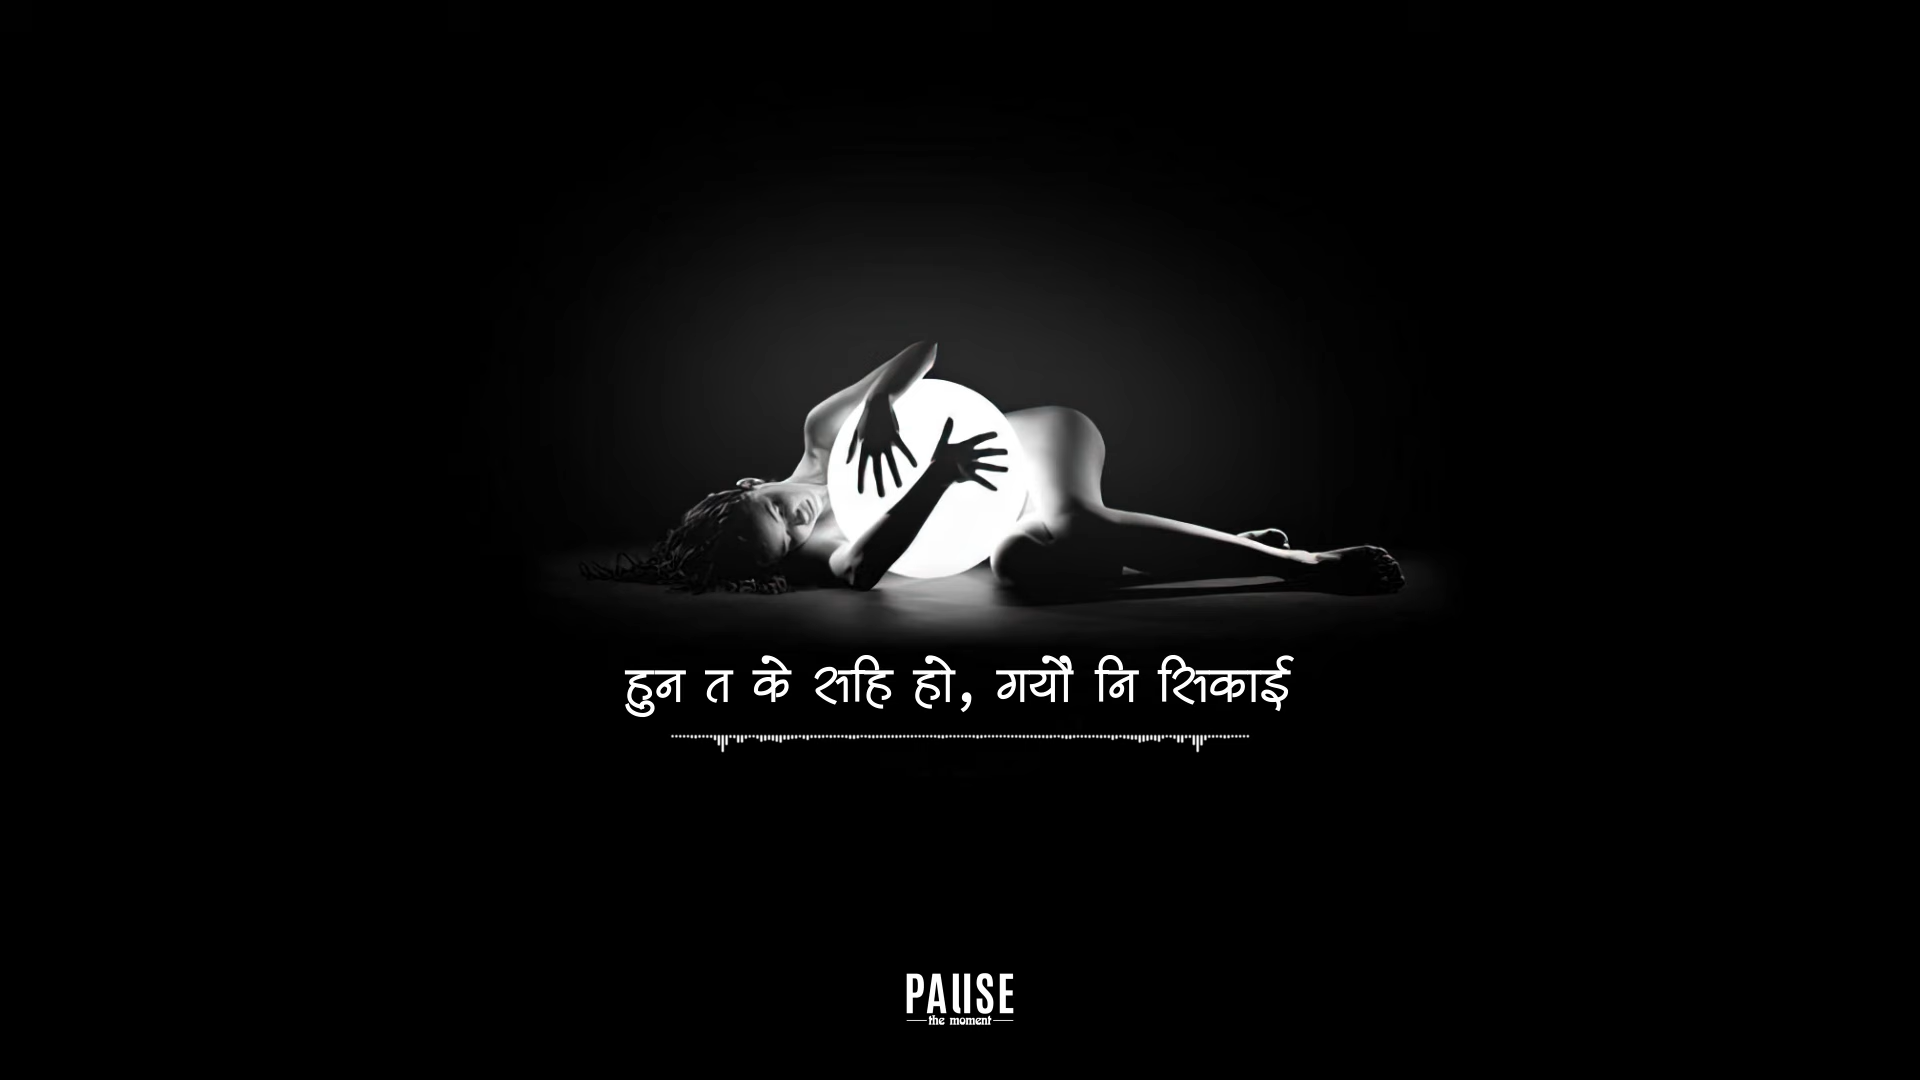 हुन त के सहि हो, गयौ नि सिकाई
PAUSE
the moment